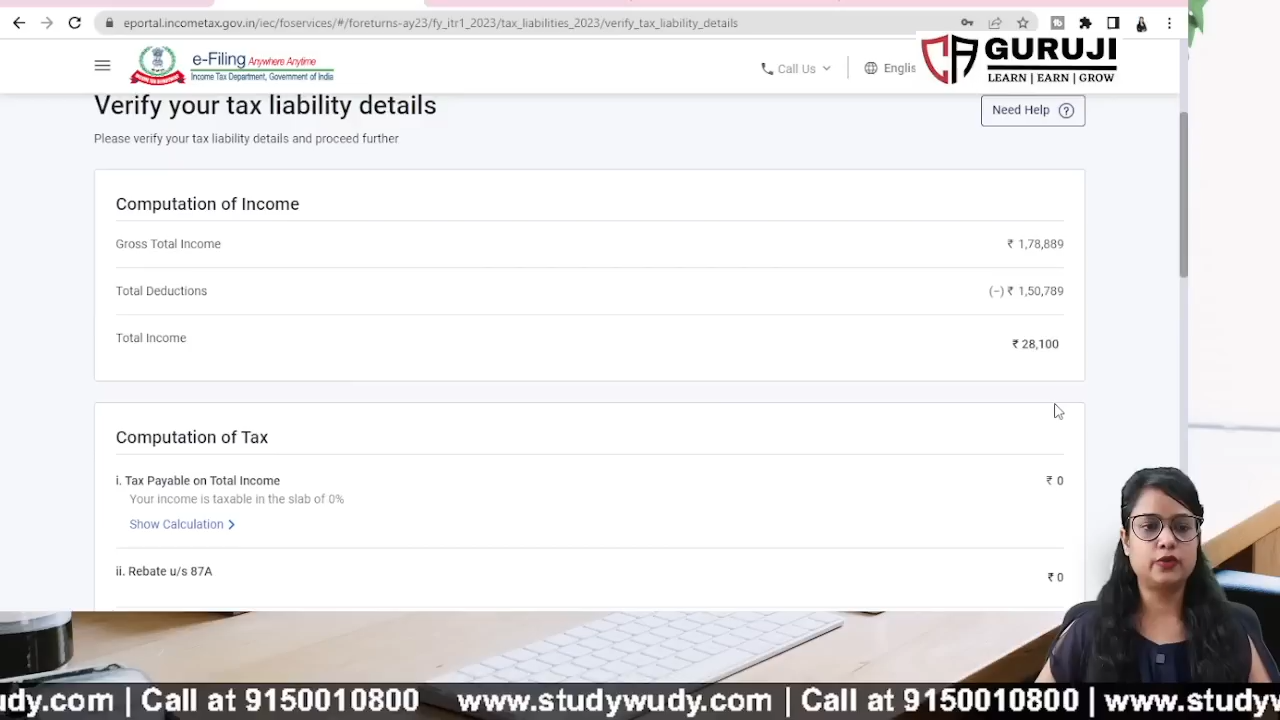 eportal.incometax.gov.in/iec/foservices/#/foreturns-ay23/fy_itr1_2023/tax_liabilities_2023/verify_tax_liability_details
e-Filing Anywhere Anytime
Income Tax Department, Government of India
Call Us
Englis
GURUJI
LEARN | EARN | GROW
Verify your tax liability details
Need Help ?
Please verify your tax liability details and proceed further
Computation of Income
Gross Total Income ₹ 1,78,889
Total Deductions (−) ₹ 1,50,789
Total Income ₹ 28,100
Computation of Tax
i. Tax Payable on Total Income ₹ 0
Your income is taxable in the slab of 0%
Show Calculation
ii. Rebate u/s 87A ₹ 0
udy.com | Call at 9150010800 www.studywudy.com | Call at 9150010800 | www.studyw